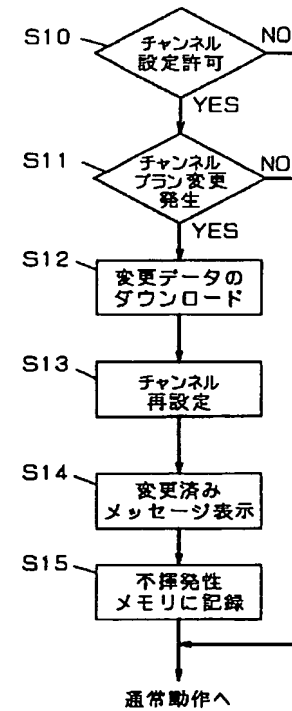 S10
チャンネル
設定許可
NO
YES
S11
チャンネル
プラン変更
発生
NO
YES
S12
変更データの
ダウンロード
S13
チャンネル
再設定
S14
変更済み
メッセージ表示
S15
不揮発性
メモリに記録
通常動作へ